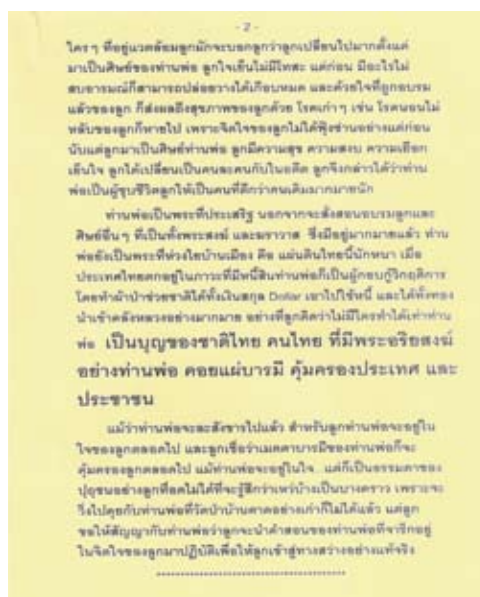 - 2 -
ใครๆ ที่อยู่แวดล้อมลูกมักจะบอกลูกว่าลูกเปลี่ยนไปมากตั้งแต่
มาเป็นศิษย์ของท่านพ่อ ลูกใจเย็นไม่มีโทสะ แต่ก่อน มีอะไรไม่
สบอารมณ์ก็สามารถปล่อยวางได้เกือบหมด และด้วยใจที่ถูกอบรม
แล้วของลูก ก็ส่งผลถึงสุขภาพของลูกด้วย โรคเก่าๆ เช่น โรคนอนไม่
หลับของลูกก็หายไป เพราะจิตใจของลูกไม่ได้ฟุ้งซ่านอย่างแต่ก่อน
นับแต่ลูกมาเป็นศิษย์ท่านพ่อ ลูกมีความสุข ความสงบ ความเยือก
เย็นใจ ลูกได้เปลี่ยนเป็นคนละคนกับในอดีต ลูกจึงกล่าวได้ว่าท่าน
พ่อเป็นผู้ชุบชีวิตลูกให้เป็นคนที่ดีกว่าคนเดิมมากมายนัก
ท่านพ่อเป็นพระที่ประเสริฐ นอกจากจะสั่งสอนอบรมลูกและ
ศิษย์อื่นๆ ที่เป็นทั้งพระสงฆ์ และฆราวาส ซึ่งมีอยู่มากมายแล้ว ท่าน
พ่อยังเป็นพระที่ห่วงใยบ้านเมือง คือ แผ่นดินไทยนี้นักหนา เมื่อ
ประเทศไทยตกอยู่ในภาวะที่มีหนี้สินท่านพ่อก็เป็นผู้กอบกู้วิกฤติการ
โดยทำผ้าป่าช่วยชาติได้ทั้งเงินสกุล Dollar เอาไปใช้หนี้ และได้ทั้งทอง
นำเข้าคลังหลวงอย่างมากมาย อย่างที่ลูกคิดว่าไม่มีใครทำได้เท่าท่าน
พ่อ เป็นบุญของชาติไทย คนไทย ที่มีพระอริยสงฆ์
อย่างท่านพ่อ คอยแผ่บารมี คุ้มครองประเทศ และ
ประชาชน
แม้ว่าท่านพ่อจะละสังขารไปแล้ว สำหรับลูกท่านพ่อจะอยู่ใน
ใจของลูกตลอดไป และลูกเชื่อว่าเมตตาบารมีของท่านพ่อก็จะ
คุ้มครองลูกตลอดไป แม้ท่านพ่อจะอยู่ในใจ แต่ก็เป็นธรรมดาของ
ปุถุชนอย่างลูกที่อดไม่ได้ที่จะรู้สึกว้าเหว่บ้างเป็นบางคราว เพราะจะ
วิ่งไปคุยกับท่านพ่อที่วัดป่าบ้านตาดอย่างเก่าก็ไม่ได้แล้ว แต่ลูก
ขอให้สัญญากับท่านพ่อว่าลูกจะนำคำสอนของท่านพ่อที่จารึกอยู่
ในจิตใจของลูกมาปฏิบัติเพื่อให้ลูกเข้าสู่ทางสว่างอย่างแท้จริง